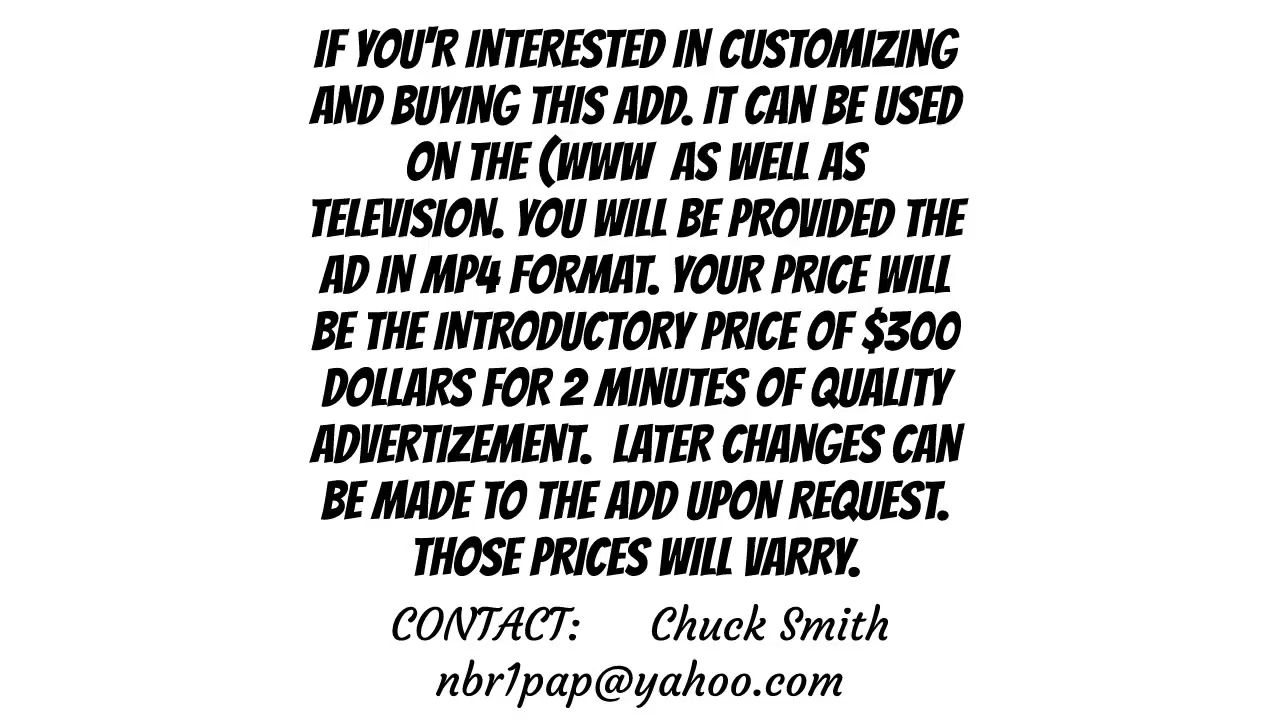 IF YOU'R INTERESTED IN CUSTOMIZING
AND BUYING THIS ADD. IT CAN BE USED
ON THE (WWW AS WELL AS
TELEVISION. YOU WILL BE PROVIDED THE
AD IN MP4 FORMAT. YOUR PRICE WILL
BE THE INTRODUCTORY PRICE OF $300
DOLLARS FOR 2 MINUTES OF QUALITY
ADVERTIZEMENT. LATER CHANGES CAN
BE MADE TO THE ADD UPON REQUEST.
THOSE PRICES WILL VARRY.
CONTACT: Chuck Smith
nbr1pap@yahoo.com